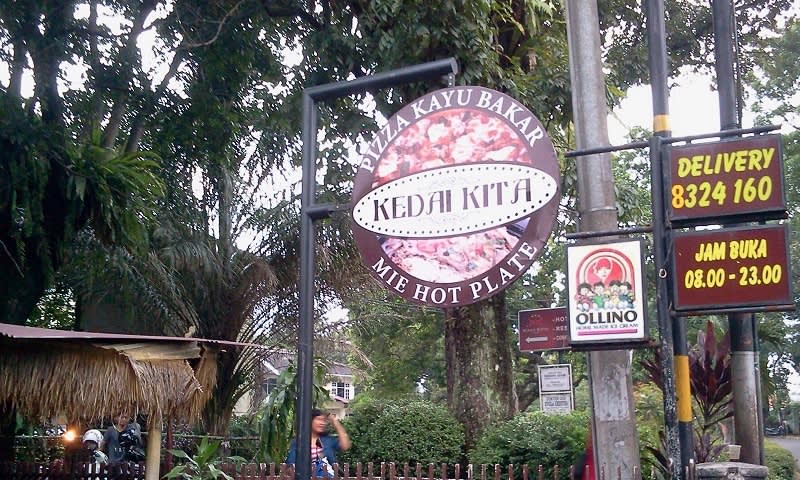 PIZZA KAYU BAKAR
KEDAI KITA
MIE HOT PLATE
DELIVERY
8324 160
JAM BUKA
08.00 - 23.00
OLLINO
HOME MADE ICE CREAM